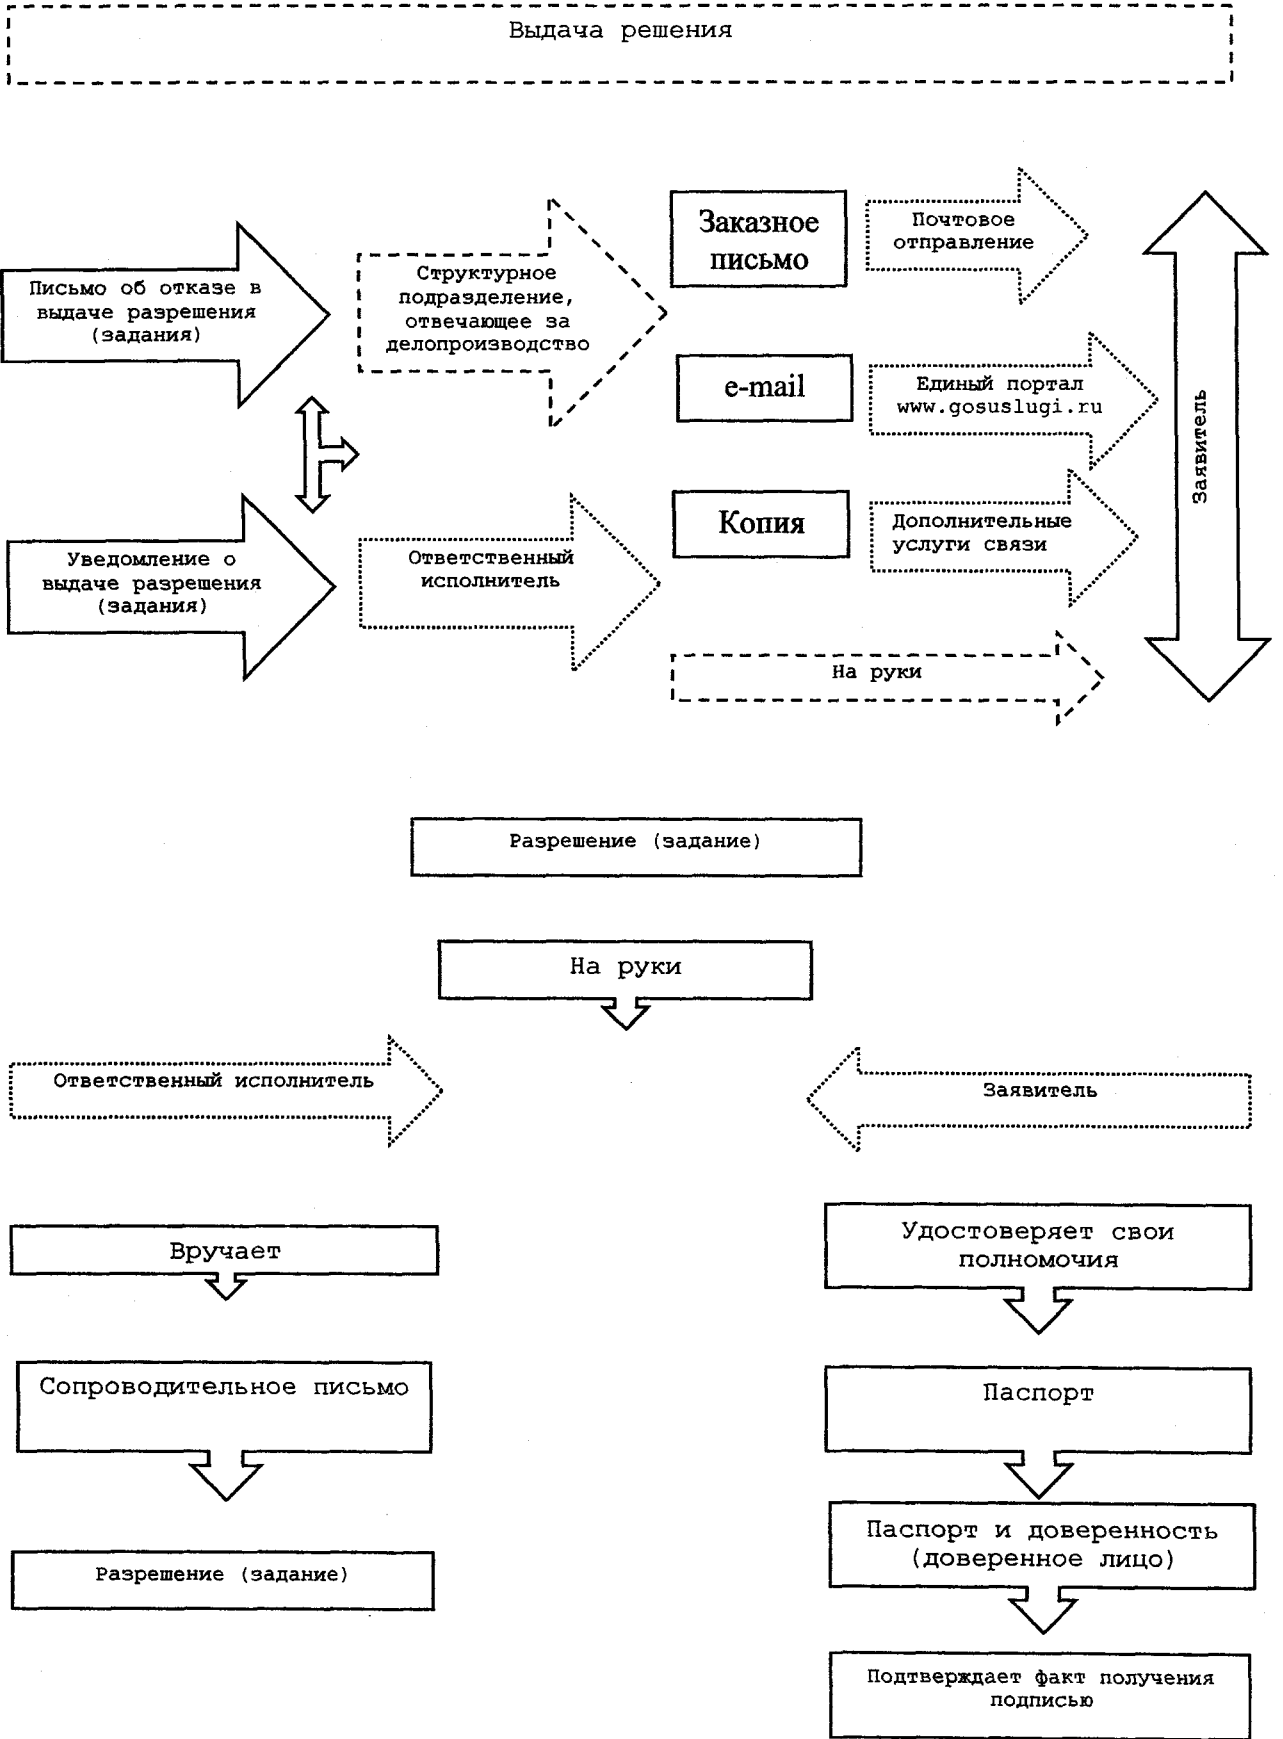 Выдача решения
Письмо об отказе в
выдаче разрешения
(задания)
Структурное
подразделение,
отвечающее за
делопроизводство
Заказное
письмо
Почтовое
отправление
e-mail
Единый портал
www.gosuslugi.ru
Заявитель
Уведомление о
выдаче разрешения
(задания)
Ответственный
исполнитель
Копия
Дополнительные
услуги связи
На руки
Разрешение (задание)
На руки
Ответственный исполнитель
Заявитель
Вручает
Удостоверяет свои
полномочия
Сопроводительное письмо
Паспорт
Паспорт и доверенность
(доверенное лицо)
Разрешение (задание)
Подтверждает факт получения
подписью